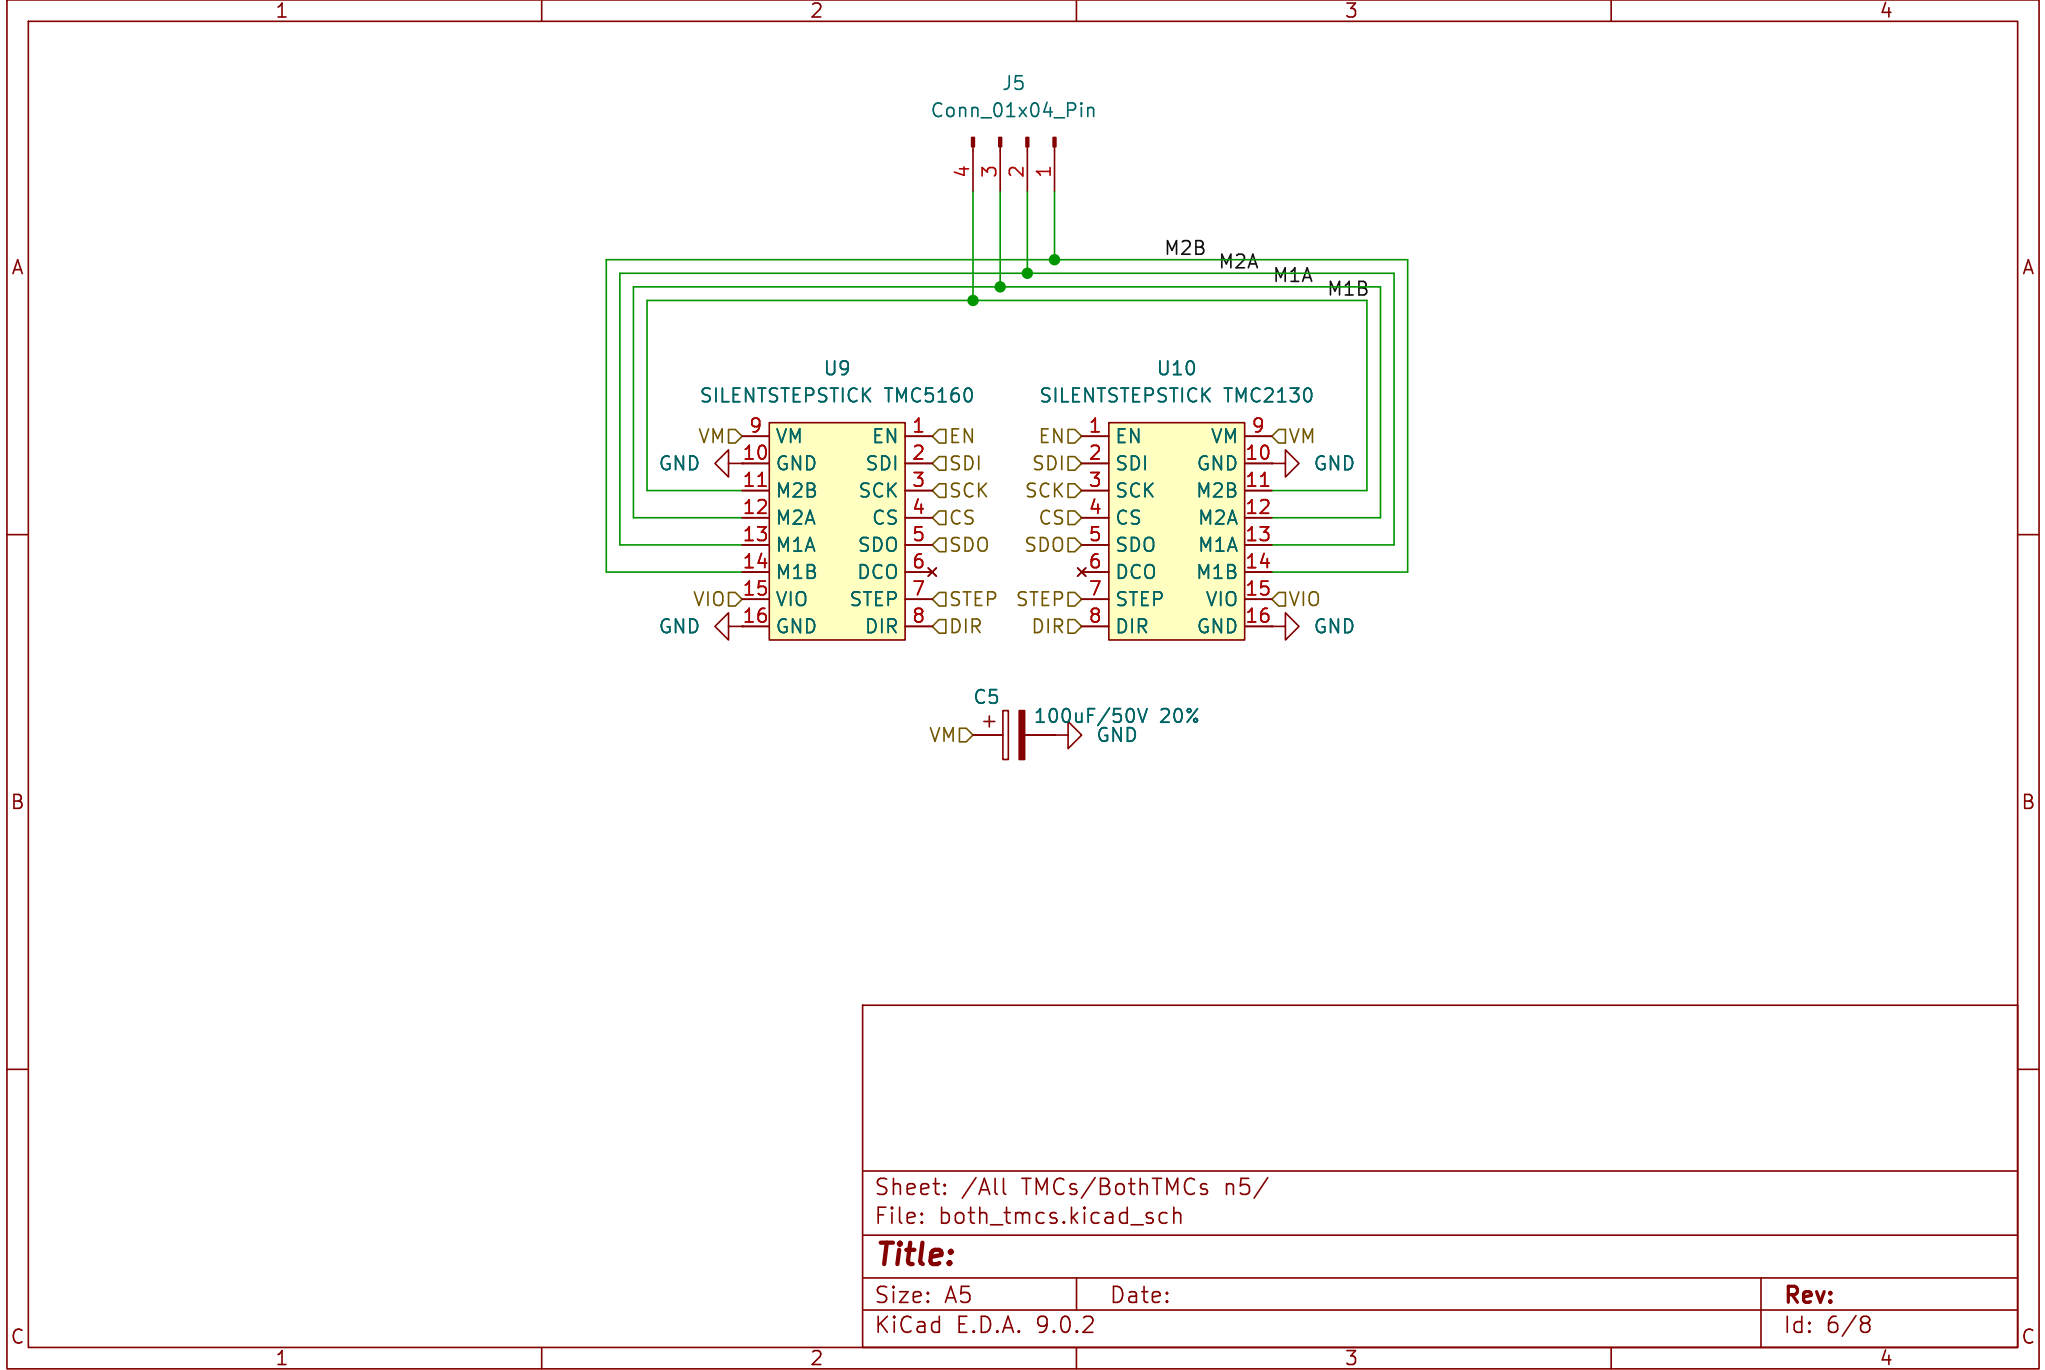 1 2 3 4
J5
Conn_01x04_Pin
4 3 2 1
M2B
A M2A A
M1A
M1B
U9 U10
SILENTSTEPSTICK TMC5160 SILENTSTEPSTICK TMC2130
VM 9 VM EN 1 EN EN 1 EN VM 9 VM
GND 10 GND SDI 2 SDI SDI 2 SDI GND 10 GND
11 M2B SCK 3 SCK SCK 3 SCK M2B 11
12 M2A CS 4 CS CS 4 CS M2A 12
13 M1A SDO 5 SDO SDO 5 SDO M1A 13
14 M1B DCO 6 6 DCO M1B 14
VIO 15 VIO STEP 7 STEP STEP 7 STEP VIO 15 VIO
GND 16 GND DIR 8 DIR DIR 8 DIR GND 16 GND
C5
+ 100uF/50V 20%
VM GND
B B
Sheet: /All TMCs/BothTMCs n5/
File: both_tmcs.kicad_sch
Title:
Size: A5 Date: Rev:
KiCad E.D.A. 9.0.2 Id: 6/8
C C
1 2 3 4